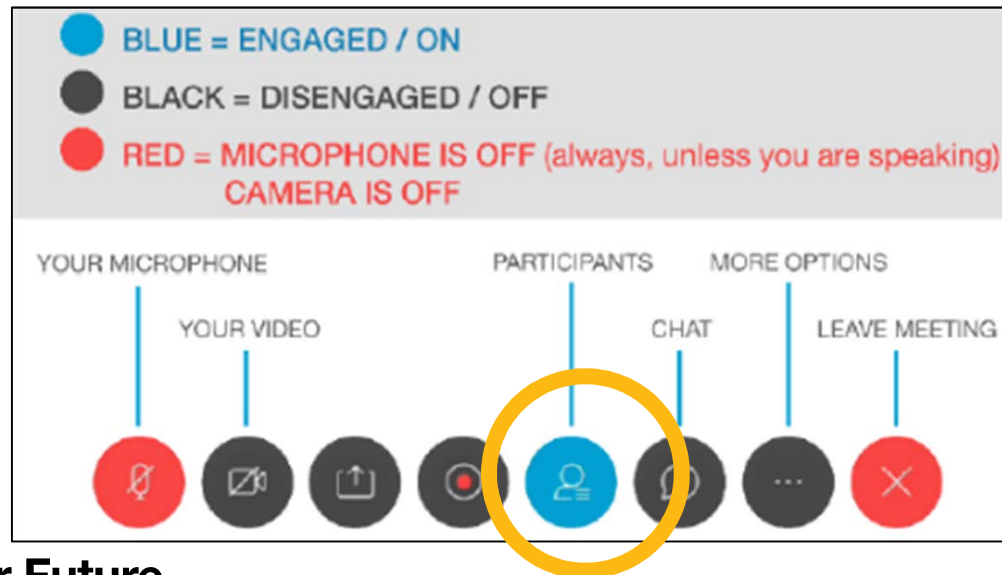 BLUE = ENGAGED / ON
BLACK = DISENGAGED / OFF
RED = MICROPHONE IS OFF (always, unless you are speaking)
CAMERA IS OFF
YOUR MICROPHONE
PARTICIPANTS
MORE OPTIONS
YOUR VIDEO
CHAT
LEAVE MEETING
Future